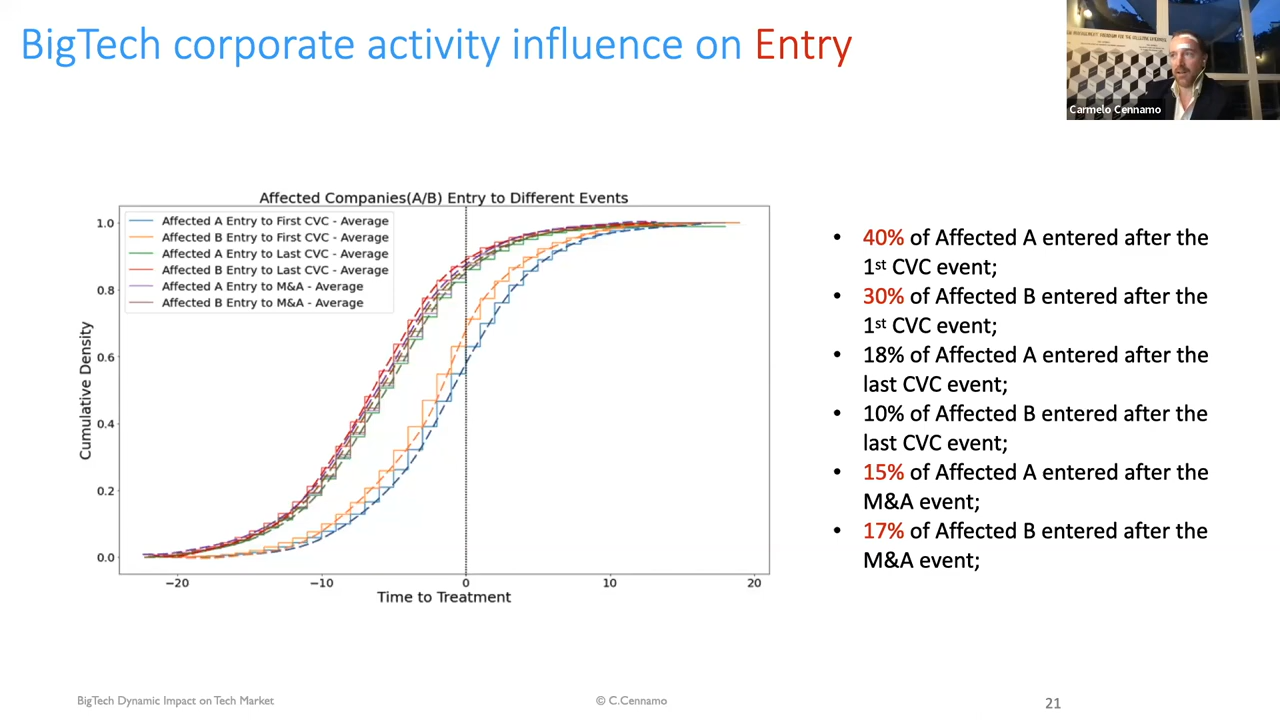 BigTech corporate activity influence on Entry
Carmelo Cennamo
Affected Companies(A/B) Entry to Different Events
Affected A Entry to First CVC - Average
Affected B Entry to First CVC - Average
Affected A Entry to Last CVC - Average
Affected B Entry to Last CVC - Average
Affected A Entry to M&A - Average
Affected B Entry to M&A - Average
1.0
0.8
0.6
0.4
0.2
0.0
Cumulative Density
−20
−10
0
10
20
Time to Treatment
• 40% of Affected A entered after the
1st CVC event;
• 30% of Affected B entered after the
1st CVC event;
• 18% of Affected A entered after the
last CVC event;
• 10% of Affected B entered after the
last CVC event;
• 15% of Affected A entered after the
M&A event;
• 17% of Affected B entered after the
M&A event;
BigTech Dynamic Impact on Tech Market
© C.Cennamo
21